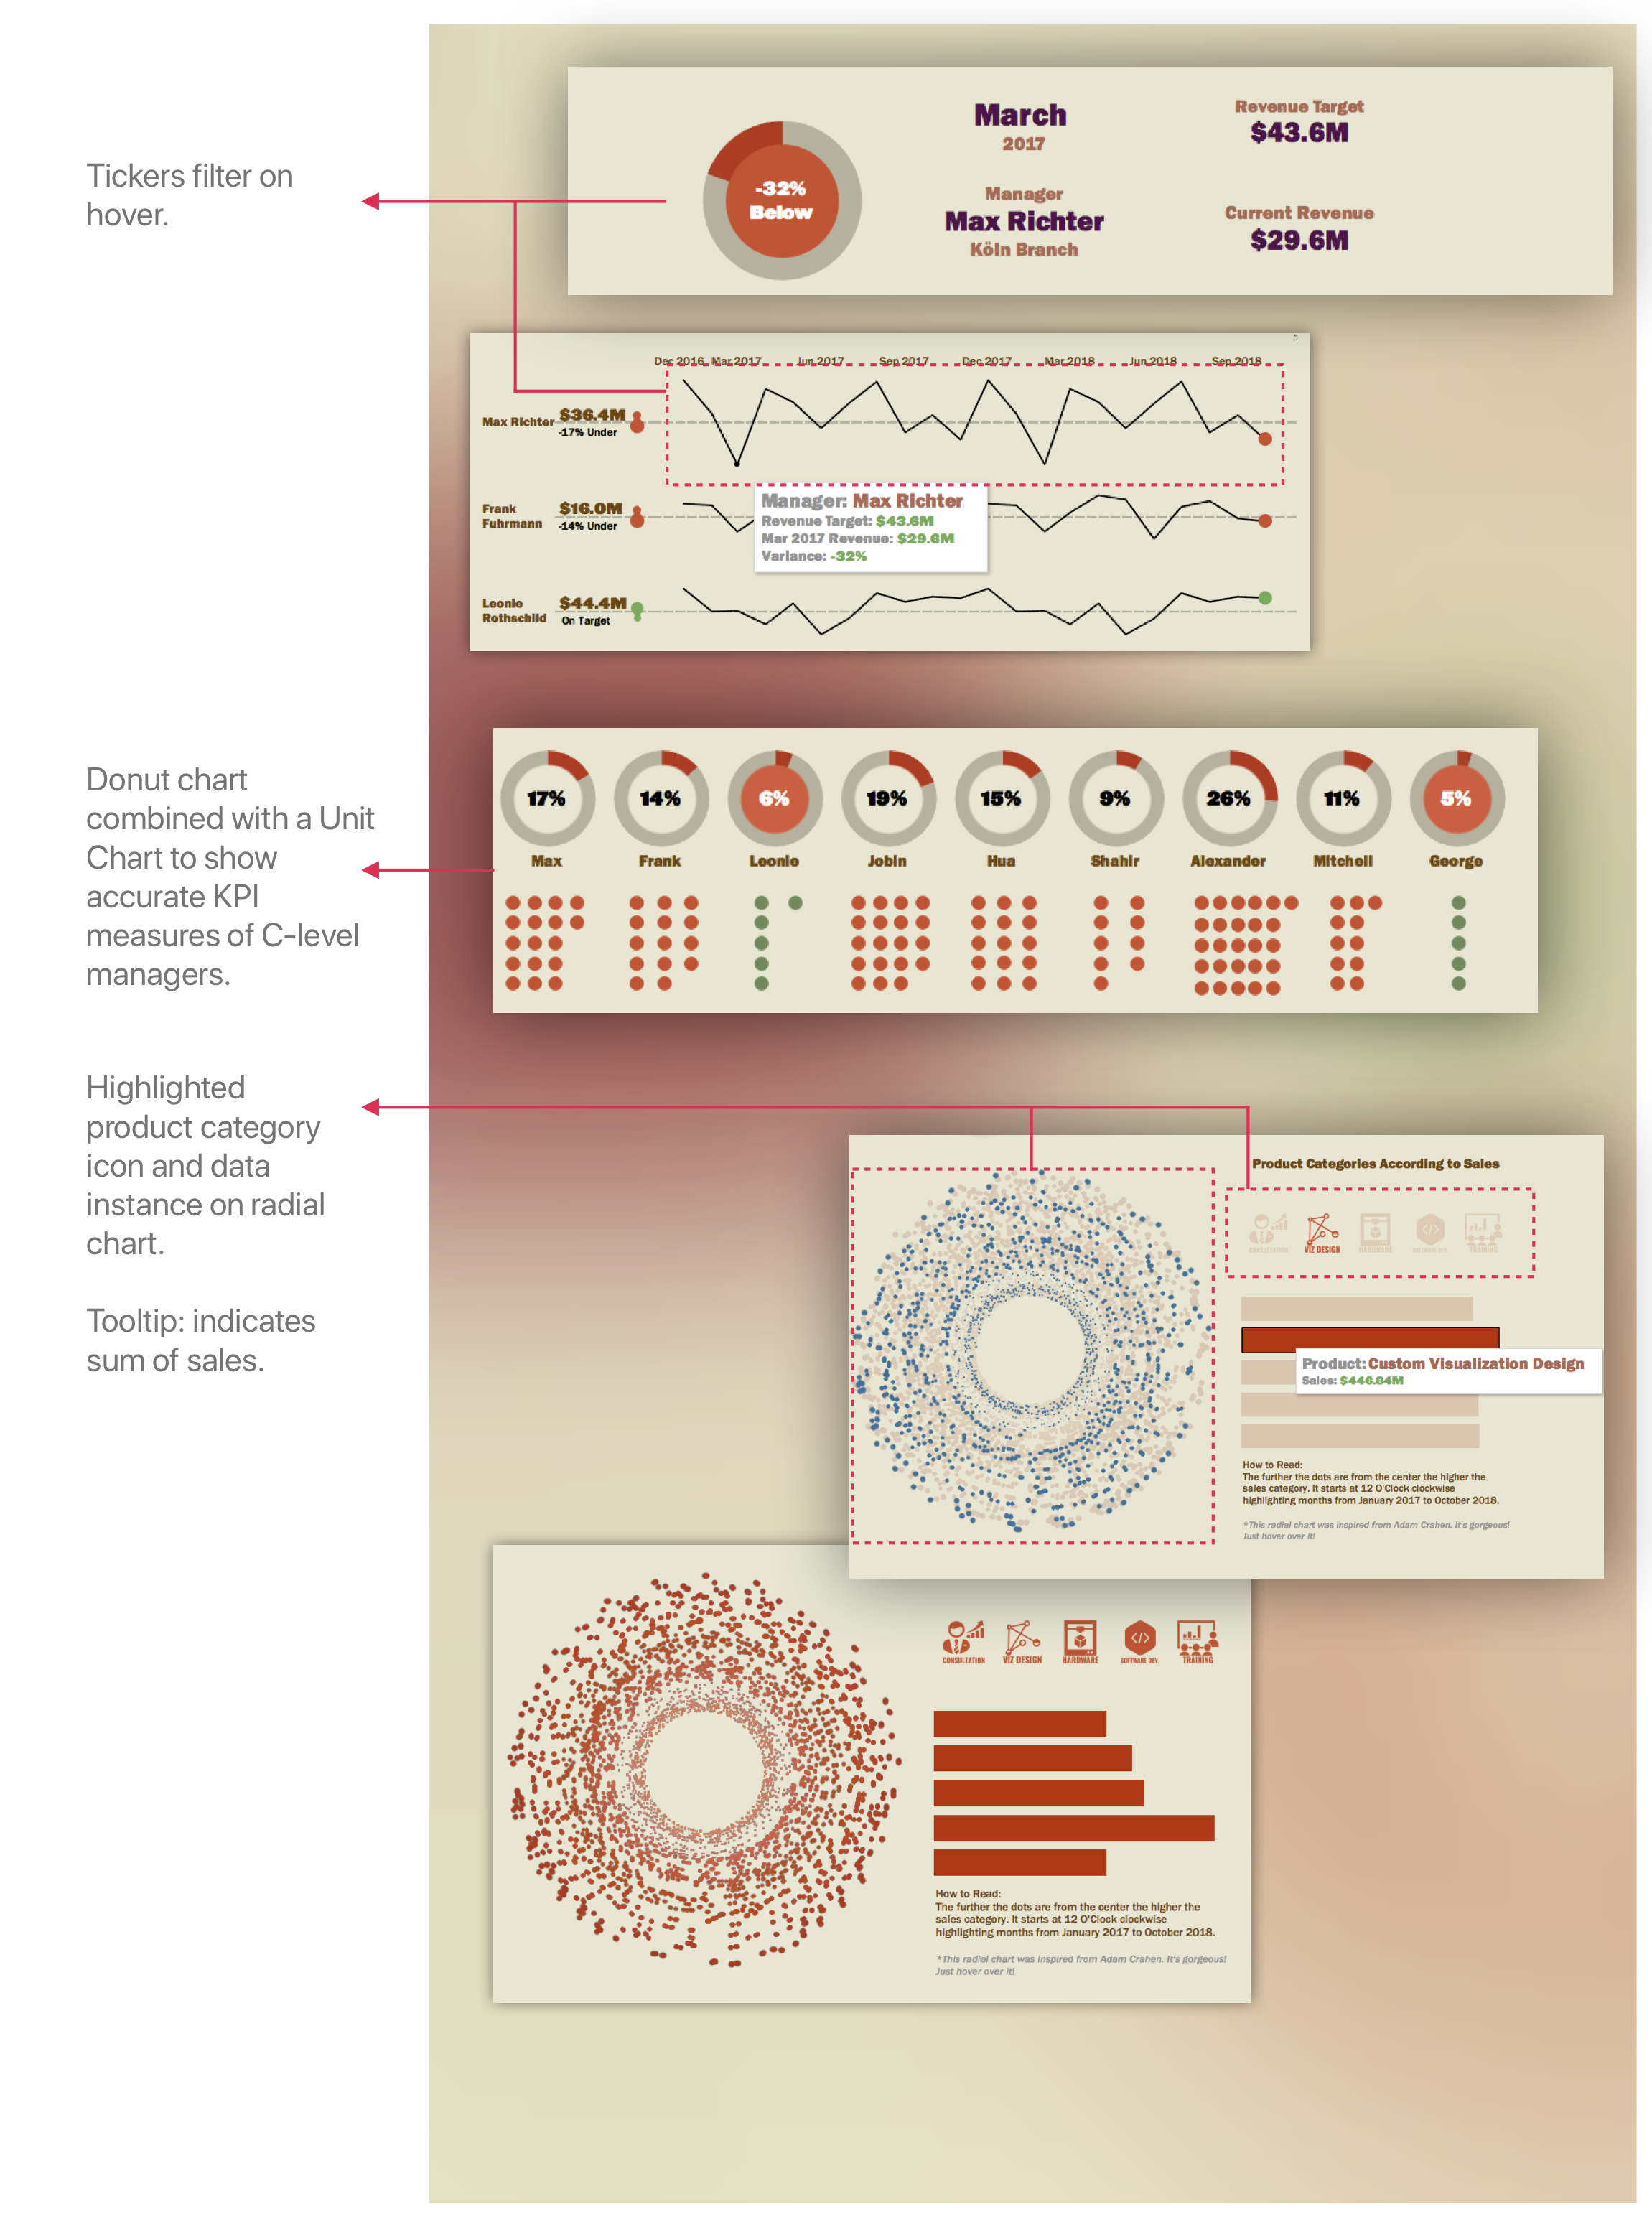 Tickers filter on
hover.
-32%
Below
March
2017
Manager
Max Richter
Köln Branch
Revenue Target
$43.6M
Current Revenue
$29.6M
Dec 2016 Mar 2017 Jun 2017 Sep 2017 Dec 2017 Mar 2018 Jun 2018 Sep 2018
Max Richter
$36.4M
-17% Under
Frank
Fuhrmann
$16.0M
-14% Under
Manager: Max Richter
Revenue Target: $43.6M
Mar 2017 Revenue: $29.6M
Variance: -32%
Leonie
Rothschild
$44.4M
On Target
Donut chart
combined with a Unit
Chart to show
accurate KPI
measures of C-level
managers.
17% 14% 6% 19% 15% 9% 26% 11% 5%
Max Frank Leonie Jobin Hua Shahir Alexander Mitchell George
Highlighted
product category
icon and data
instance on radial
chart.
Tooltip: indicates
sum of sales.
Product Categories According to Sales
CONSULTATION VIZ DESIGN HARDWARE SOFTWARE DEV. TRAINING
Product: Custom Visualization Design
Sales: $446.84M
How to Read:
The further the dots are from the center the higher the
sales category. It starts at 12 O'Clock clockwise
highlighting months from January 2017 to October 2018.
*This radial chart was inspired from Adam Crahen. It's gorgeous!
Just hover over it!
CONSULTATION VIZ DESIGN HARDWARE SOFTWARE DEV. TRAINING
How to Read:
The further the dots are from the center the higher the
sales category. It starts at 12 O'Clock clockwise
highlighting months from January 2017 to October 2018.
*This radial chart was inspired from Adam Crahen. It's gorgeous!
Just hover over it!